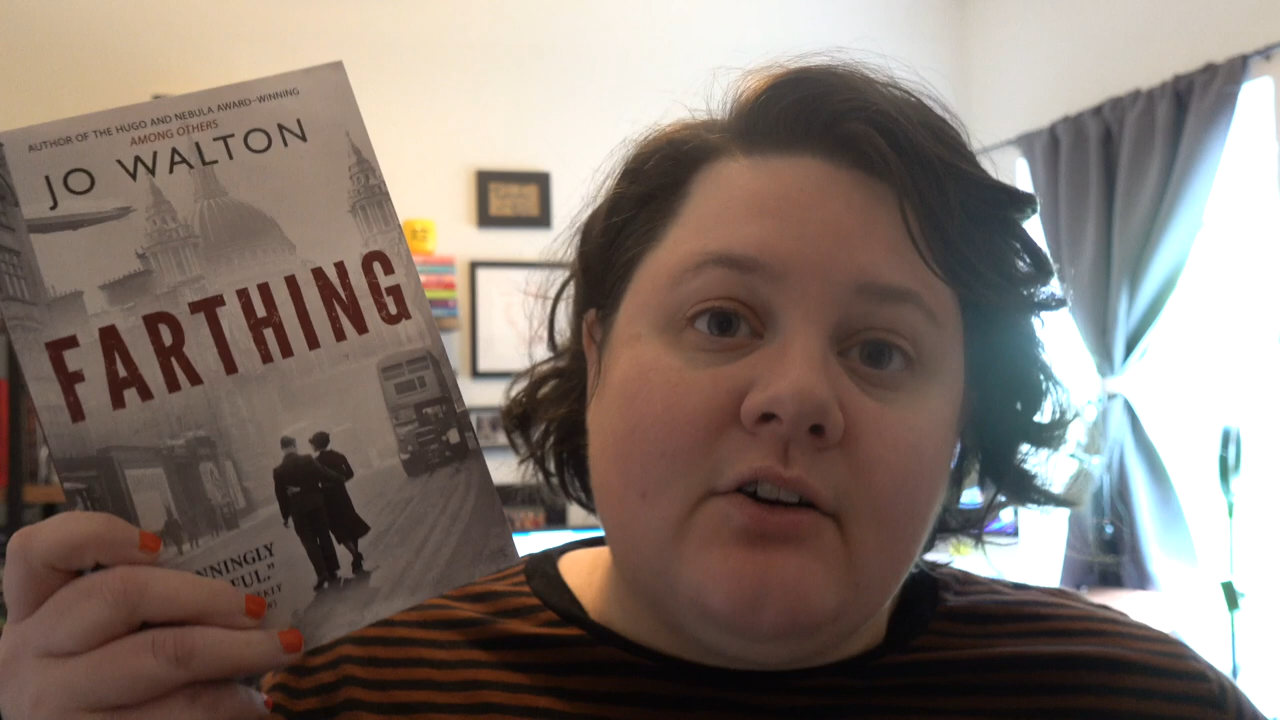 AUTHOR OF THE HUGO AND NEBULA AWARD–WINNING
AMONG OTHERS
JO WALTON
FARTHING